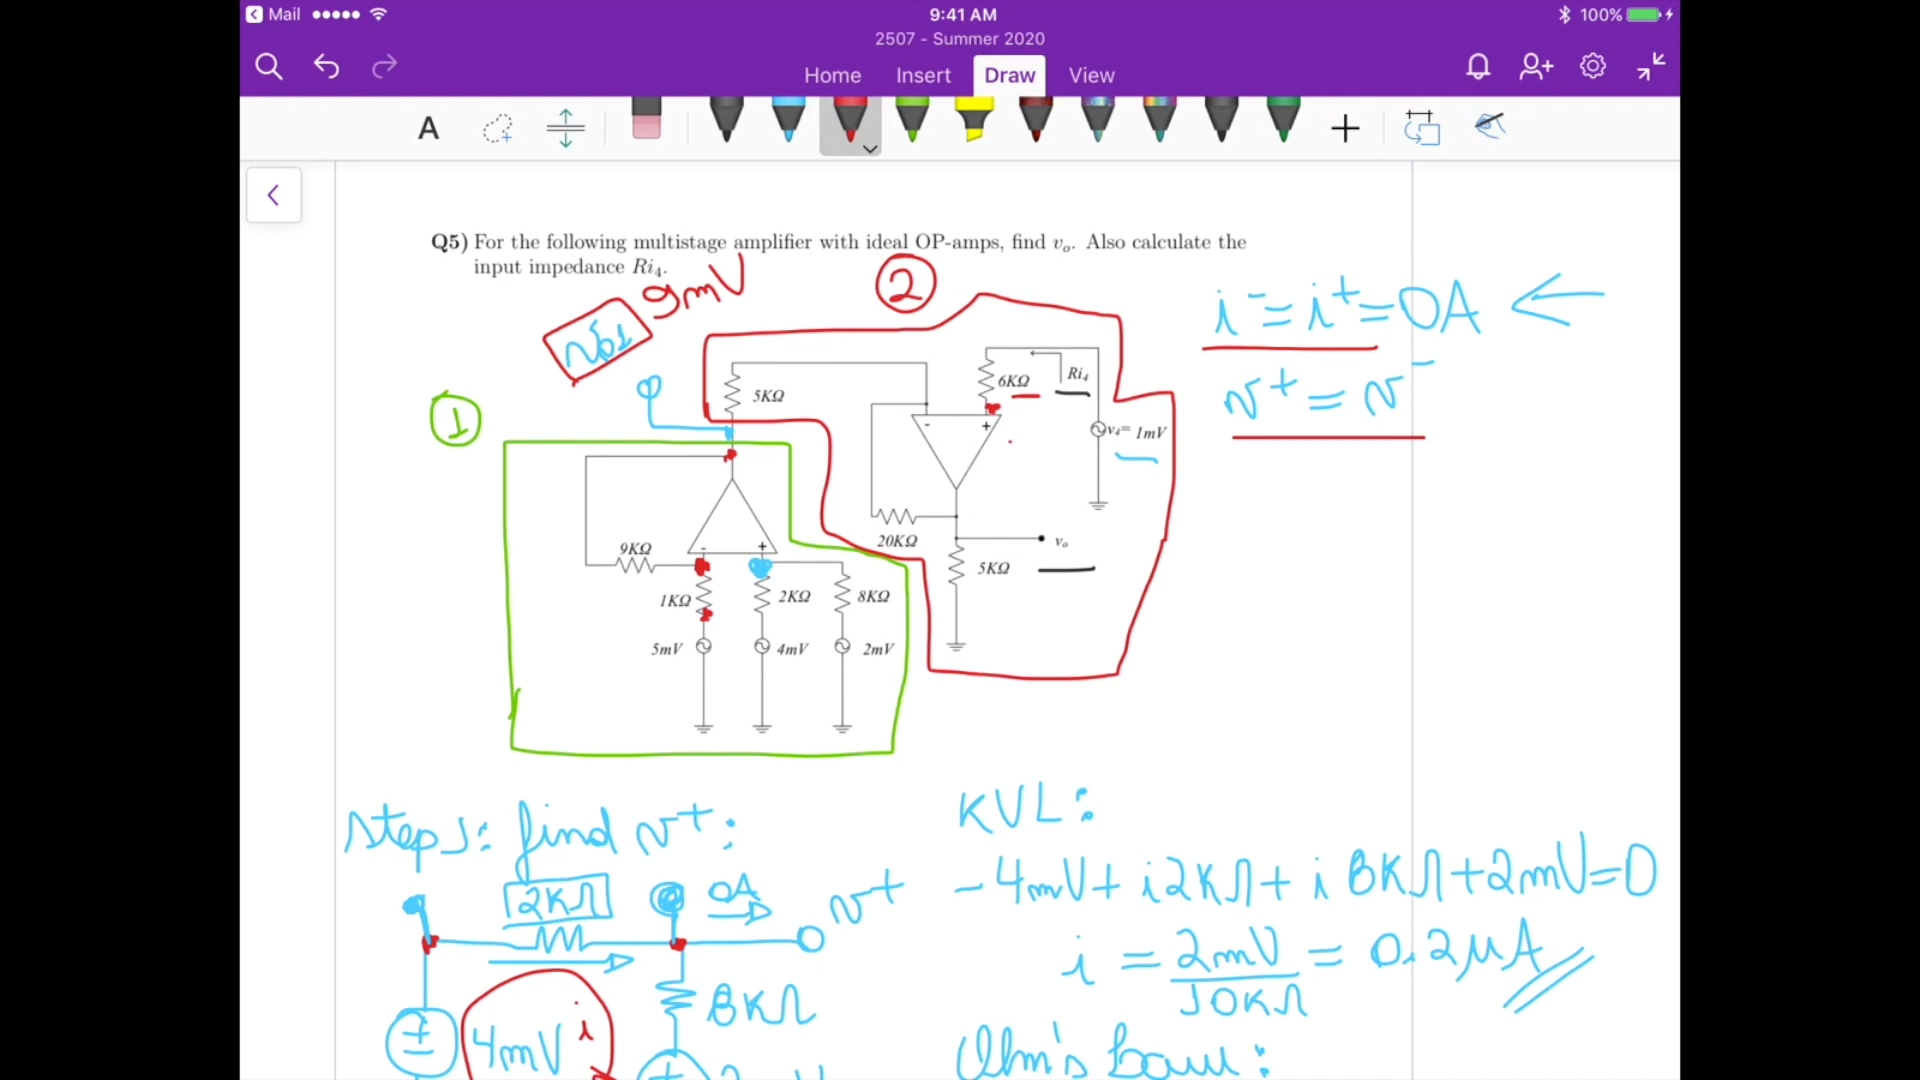 Mail
9:41 AM
100%
2507 - Summer 2020
Home Insert Draw View
A
Q5) For the following multistage amplifier with ideal OP-amps, find vₒ. Also calculate the
input impedance Ri₄.
9mV
2
vo1
i⁻ = i⁺ = 0A
v⁺ = v⁻
1
5KΩ
6KΩ
Ri₄
- +
v₄= 1mV
20KΩ
vₒ
5KΩ
9KΩ
- +
1KΩ
2KΩ
8KΩ
5mV
4mV
2mV
Step 1: find v⁺:
2KΩ
0A
v⁺
8KΩ
4mV
i
KVL:
-4mV + i2KΩ + i 8KΩ + 2mV = 0
i = 2mV / 10KΩ = 0.2μA
Ohm's Law: